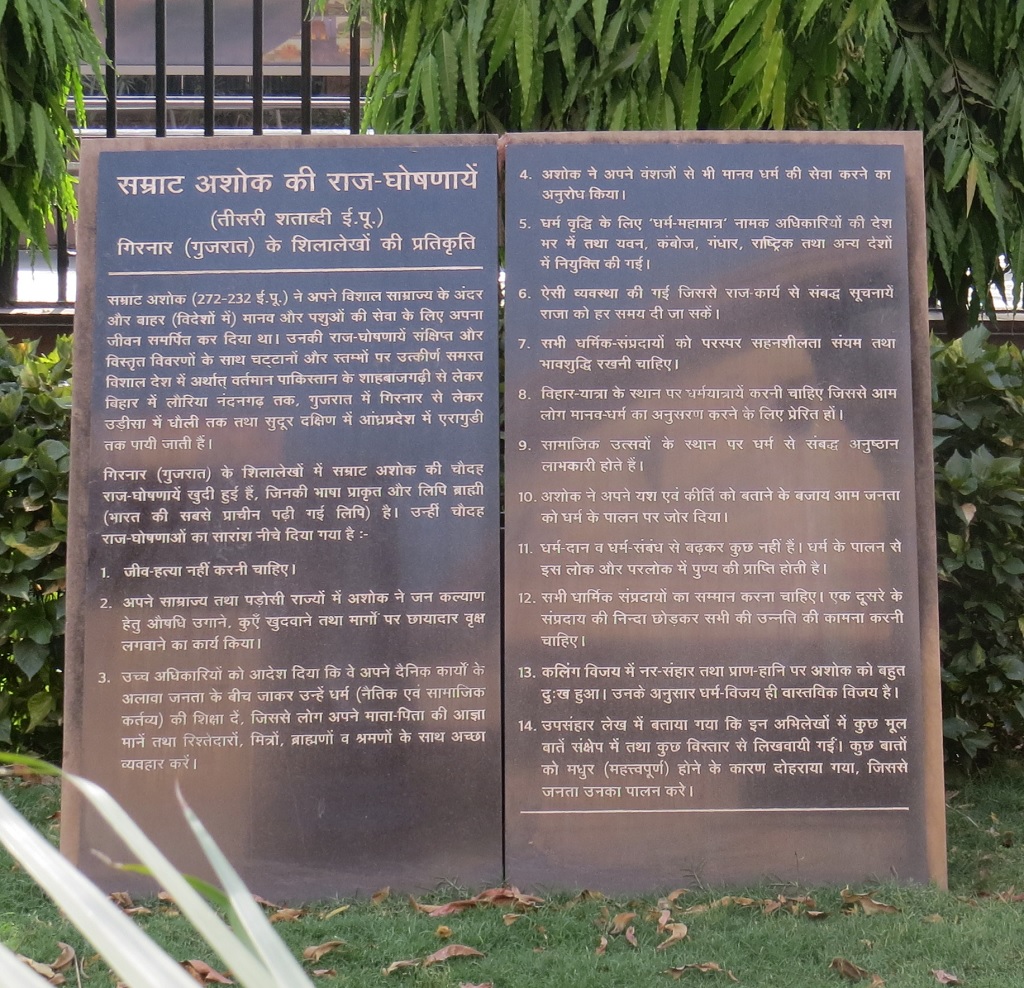 सम्राट अशोक की राज-घोषणायें
(तीसरी शताब्दी ई.पू.)
गिरनार (गुजरात) के शिलालेखों की प्रतिकृति
सम्राट अशोक (272-232 ई.पू.) ने अपने विशाल साम्राज्य के अंदर
और बाहर (विदेशों में) मानव और पशुओं की सेवा के लिए अपना
जीवन समर्पित कर दिया था। उनकी राज-घोषणायें संक्षिप्त और
विस्तृत विवरणों के साथ चट्टानों और स्तम्भों पर उत्कीर्ण समस्त
विशाल देश में अर्थात् वर्तमान पाकिस्तान के शाहबाजगढ़ी से लेकर
बिहार में लौरिया नंदनगढ़ तक, गुजरात में गिरनार से लेकर
उड़ीसा में धौली तक तथा सुदूर दक्षिण में आंध्रप्रदेश में एरागुडी
तक पायी जाती हैं।
गिरनार (गुजरात) के शिलालेखों में सम्राट अशोक की चौदह
राज-घोषणायें खुदी हुई हैं, जिनकी भाषा प्राकृत और लिपि ब्राह्मी
(भारत की सबसे प्राचीन पढ़ी गई लिपि) है। उन्हीं चौदह
राज-घोषणाओं का सारांश नीचे दिया गया है :-
1. जीव-हत्या नहीं करनी चाहिए।
2. अपने साम्राज्य तथा पड़ोसी राज्यों में अशोक ने जन कल्याण
हेतु औषधि उगाने, कुएँ खुदवाने तथा मार्गों पर छायादार वृक्ष
लगवाने का कार्य किया।
3. उच्च अधिकारियों को आदेश दिया कि वे अपने दैनिक कार्यों के
अलावा जनता के बीच जाकर उन्हें धर्म (नैतिक एवं सामाजिक
कर्तव्य) की शिक्षा दें, जिससे लोग अपने माता-पिता की आज्ञा
मानें तथा रिश्तेदारों, मित्रों, ब्राह्मणों व श्रमणों के साथ अच्छा
व्यवहार करें।
4. अशोक ने अपने वंशजों से भी मानव धर्म की सेवा करने का
अनुरोध किया।
5. धर्म वृद्धि के लिए 'धर्म-महामात्र' नामक अधिकारियों की देश
भर में तथा यवन, कंबोज, गंधार, राष्ट्रिक तथा अन्य देशों
में नियुक्ति की गई।
6. ऐसी व्यवस्था की गई जिससे राज-कार्य से संबद्ध सूचनायें
राजा को हर समय दी जा सकें।
7. सभी धर्मिक-संप्रदायों को परस्पर सहनशीलता संयम तथा
भावशुद्धि रखनी चाहिए।
8. विहार-यात्रा के स्थान पर धर्मयात्रायें करनी चाहिए जिससे आम
लोग मानव-धर्म का अनुसरण करने के लिए प्रेरित हों।
9. सामाजिक उत्सवों के स्थान पर धर्म से संबद्ध अनुष्ठान
लाभकारी होते हैं।
10. अशोक ने अपने यश एवं कीर्ति को बताने के बजाय आम जनता
को धर्म के पालन पर जोर दिया।
11. धर्म-दान व धर्म-संबंध से बढ़कर कुछ नहीं हैं। धर्म के पालन से
इस लोक और परलोक में पुण्य की प्राप्ति होती है।
12. सभी धार्मिक संप्रदायों का सम्मान करना चाहिए। एक दूसरे के
संप्रदाय की निन्दा छोड़कर सभी की उन्नति की कामना करनी
चाहिए।
13. कलिंग विजय में नर-संहार तथा प्राण-हानि पर अशोक को बहुत
दुःख हुआ। उनके अनुसार धर्म-विजय ही वास्तविक विजय है।
14. उपसंहार लेख में बताया गया कि इन अभिलेखों में कुछ मूल
बातें संक्षेप में तथा कुछ विस्तार से लिखवायी गईं। कुछ बातों
को मधुर (महत्त्वपूर्ण) होने के कारण दोहराया गया, जिससे
जनता उनका पालन करे।